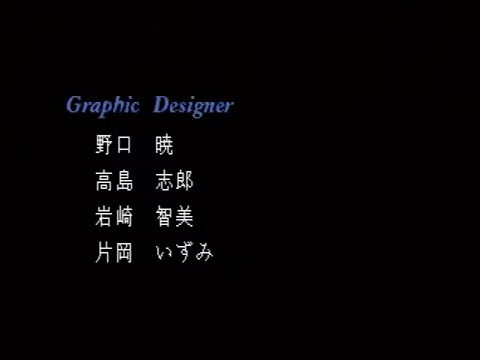 Graphic Designer
野口 暁
高島 志郎
岩崎 智美
片岡 いずみ